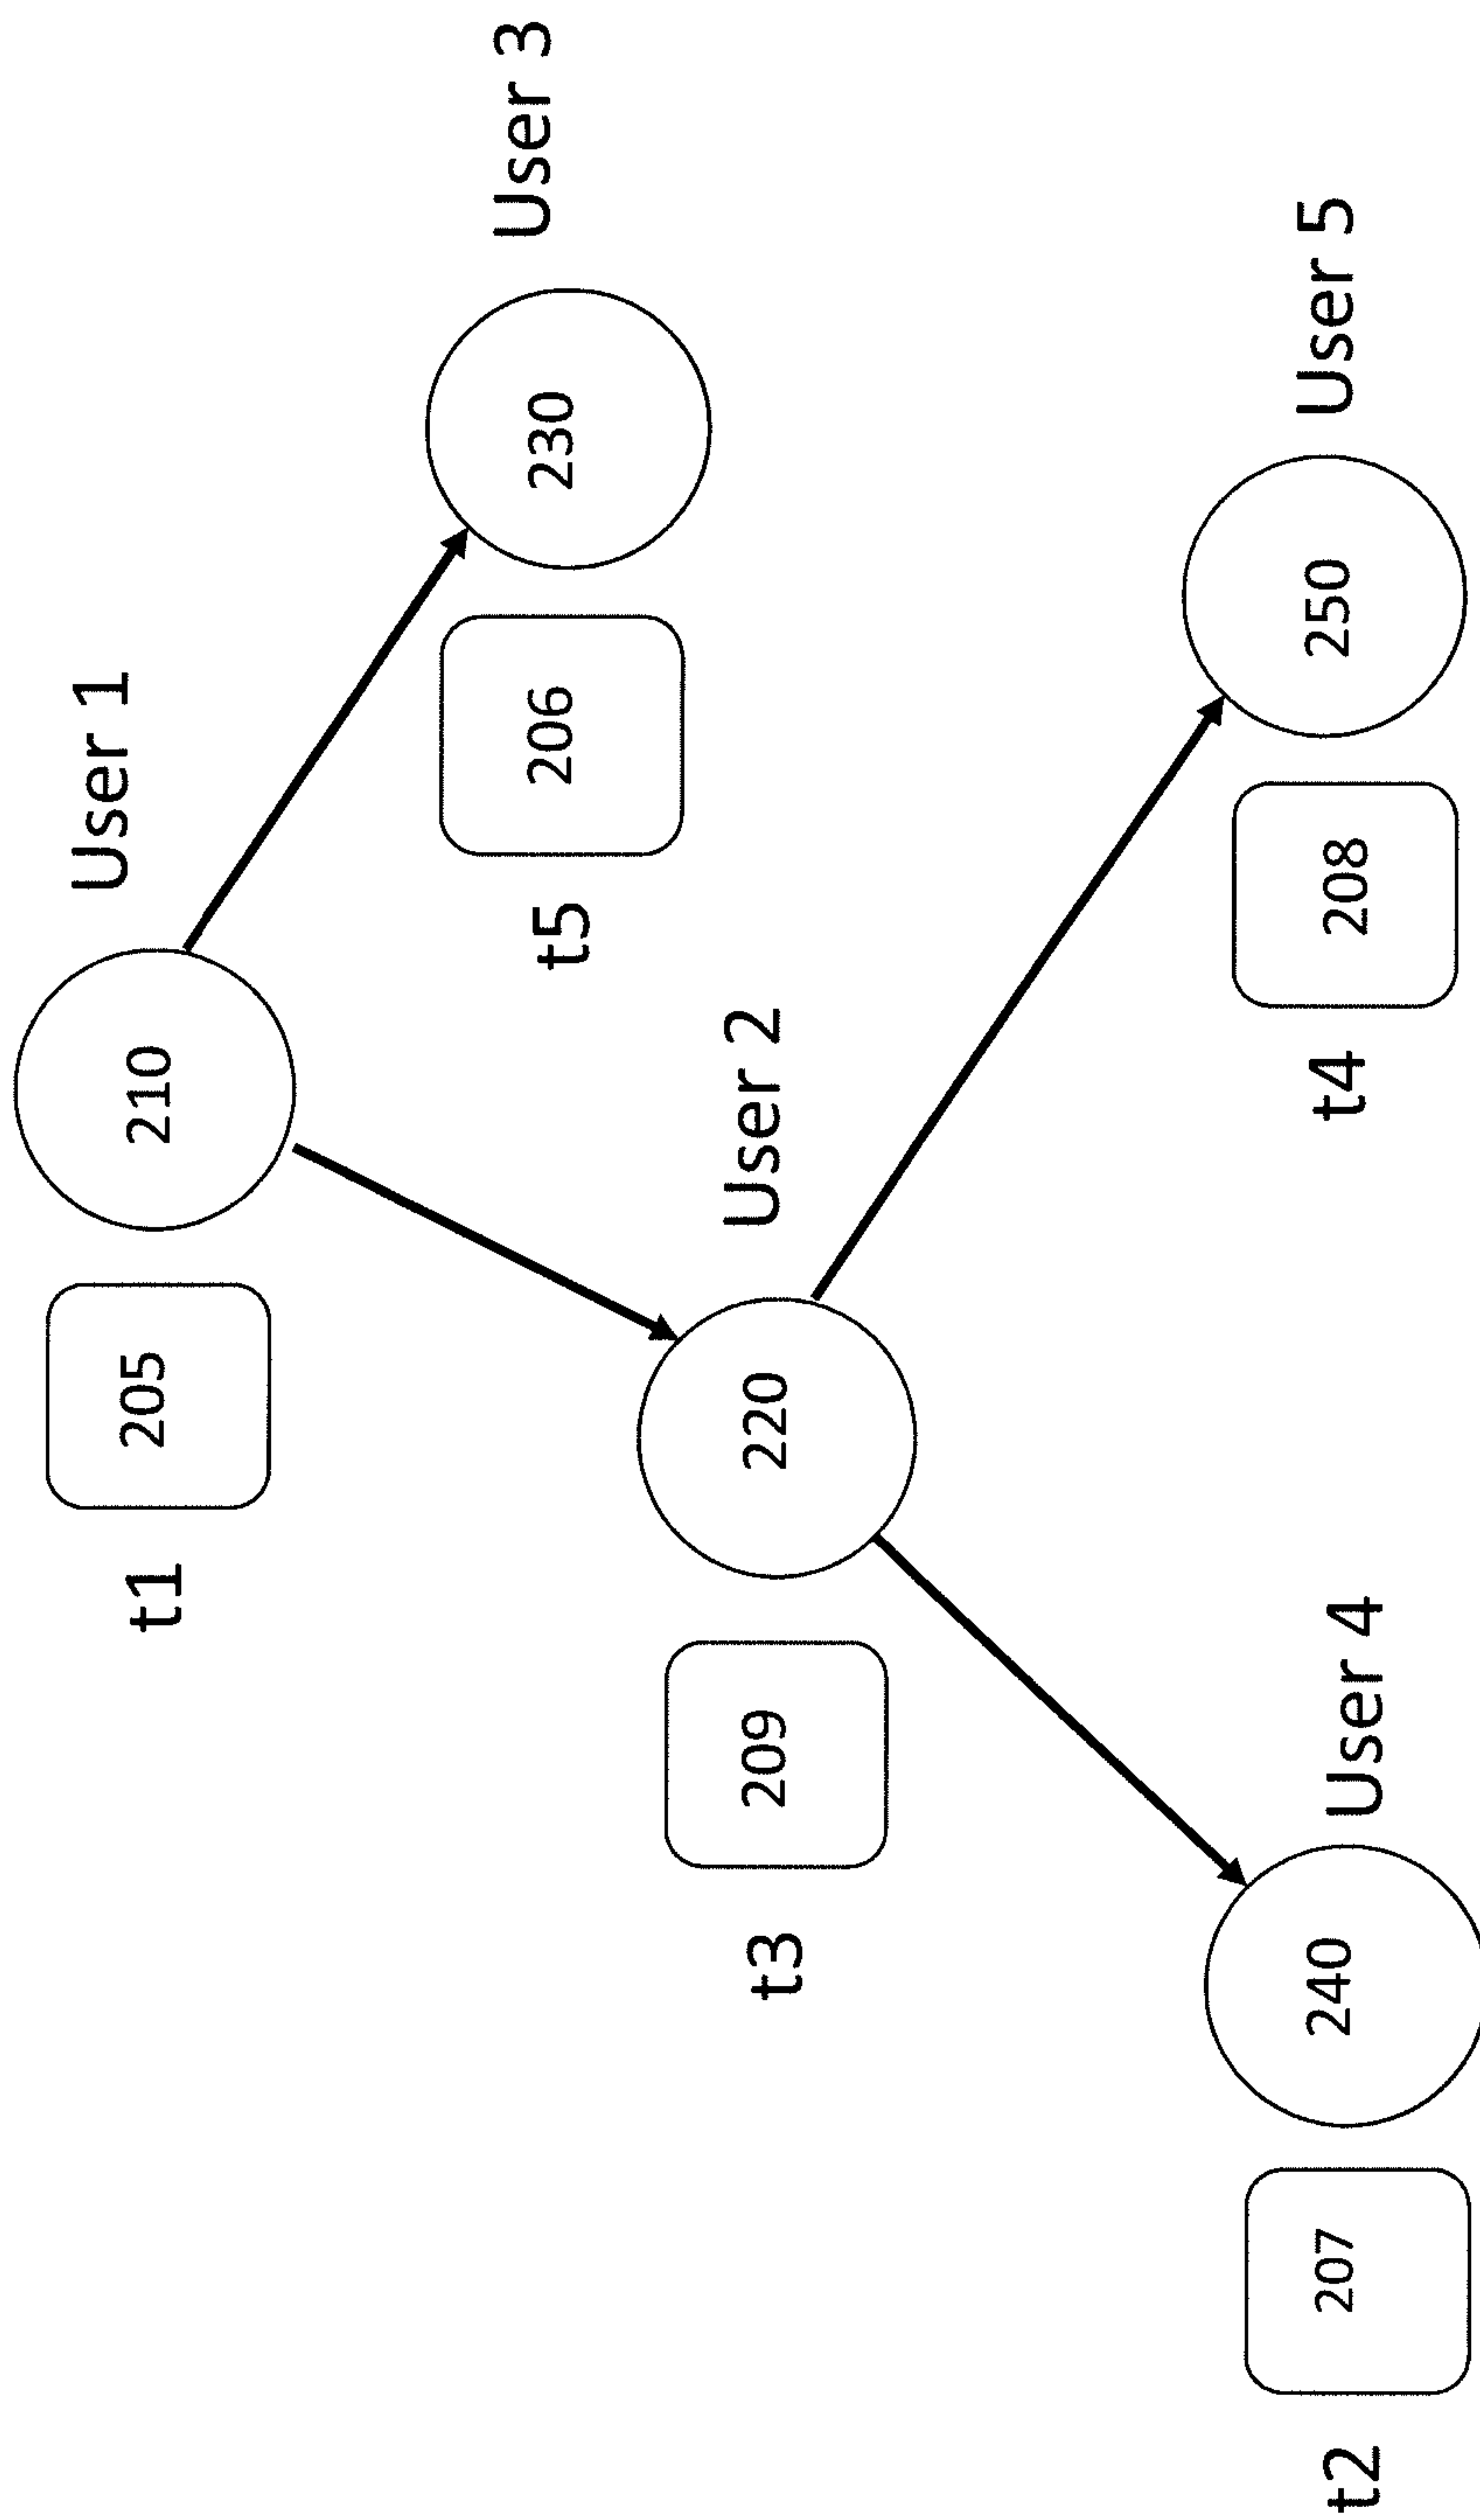 t1 205 210 User 1
t5 206 230 User 3
t3 209 220 User 2
t2 207 240 User 4
t4 208 250 User 5